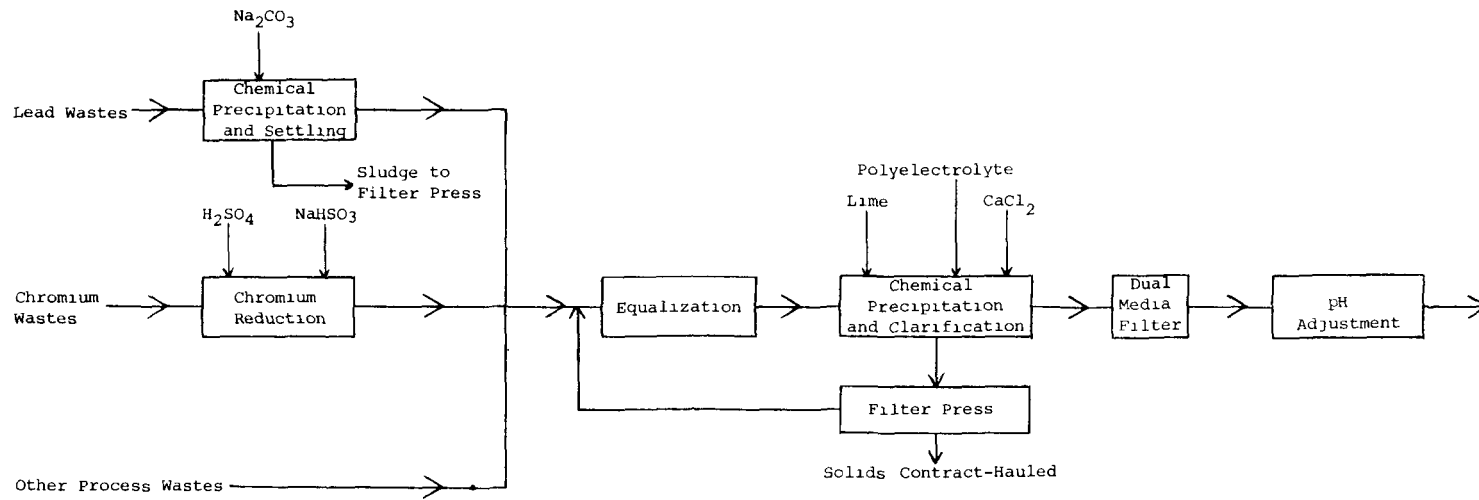 Na2CO3
Lead Wastes
Chemical
Precipitation
and Settling
Sludge to
Filter Press
H2SO4
NaHSO3
Chromium
Wastes
Chromium
Reduction
Other Process Wastes
Equalization
Polyelectrolyte
Lime
CaCl2
Chemical
Precipitation
and Clarification
Filter Press
Solids Contract-Hauled
Dual
Media
Filter
pH
Adjustment